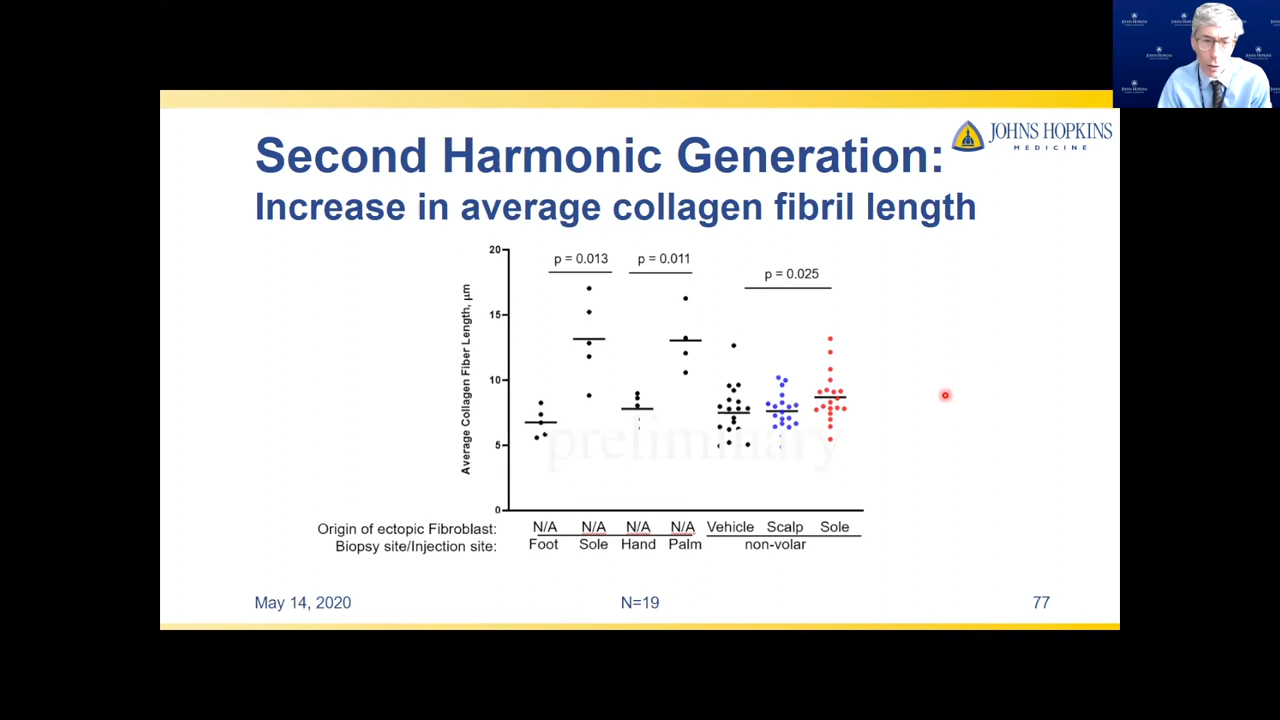 Second Harmonic Generation:
JOHNS HOPKINS
MEDICINE
Increase in average collagen fibril length
p = 0.013
p = 0.011
p = 0.025
Average Collagen Fiber Length, μm
20
15
10
5
0
preliminary
Origin of ectopic Fibroblast: N/A N/A N/A N/A Vehicle Scalp Sole
Biopsy site/Injection site: Foot Sole Hand Palm non-volar
May 14, 2020 N=19 77